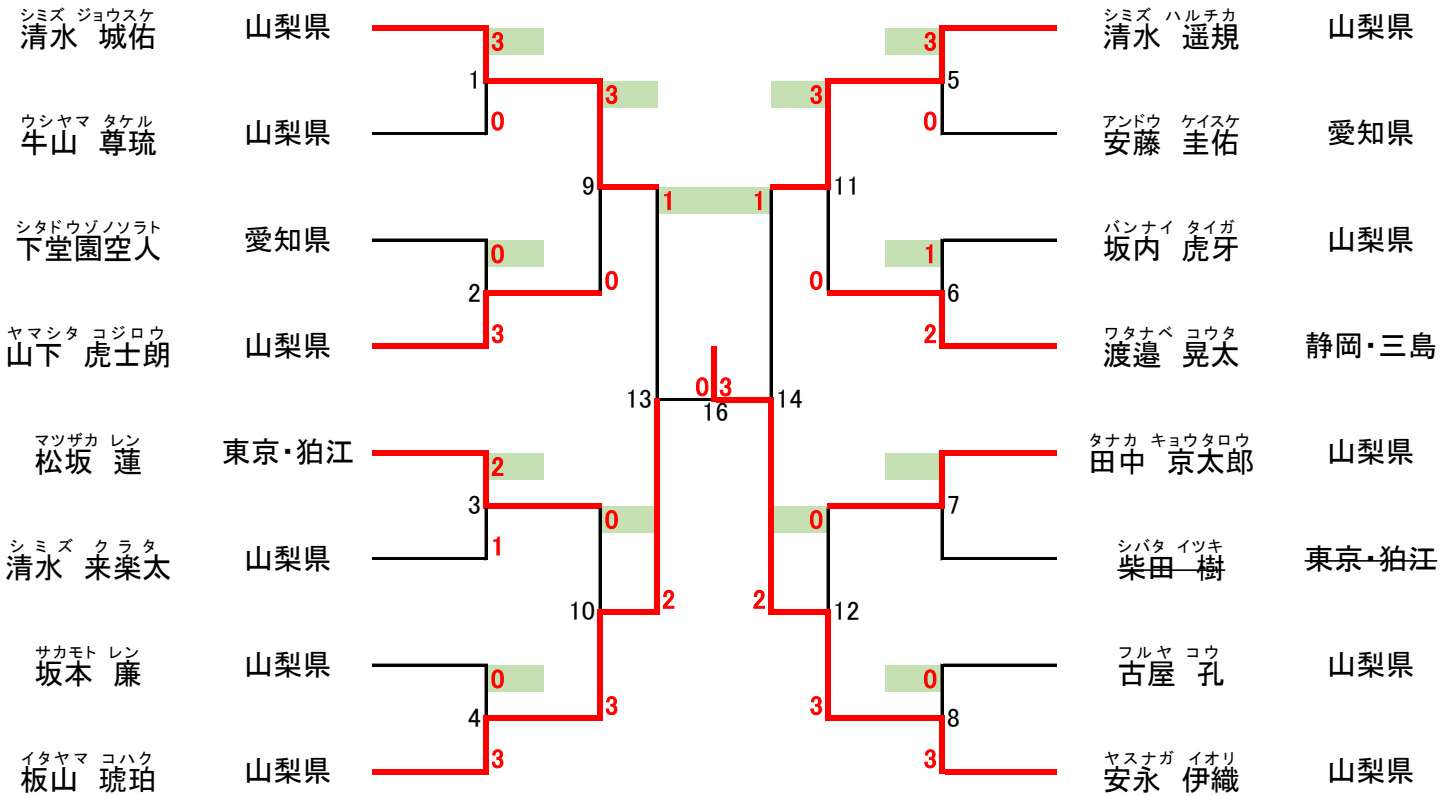 シミズ ジョウスケ
清水 城佑 山梨県
3
1
0
ウシヤマ タケル
牛山 尊琉 山梨県
3
9
シタドウゾノソラト
下堂園空人 愛知県
0
2
3
0
ヤマシタ コジロウ
山下 虎士朗 山梨県
1
13
マツザカ レン
松坂 蓮 東京・狛江
2
3
1
シミズ クラタ
清水 来楽太 山梨県
0
10
2
サカモト レン
坂本 廉 山梨県
0
4
3
3
イタヤマ コハク
板山 琥珀 山梨県
0 3
16
シミズ ハルチカ
3 清水 遥規 山梨県
5
0
アンドウ ケイスケ
安藤 圭佑 愛知県
3
11
バンナイ タイガ
1 坂内 虎牙 山梨県
6
0
2
ワタナベ コウタ
渡邉 晃太 静岡・三島
1
14
タナカ キョウタロウ
田中 京太郎 山梨県
7
シバタ イツキ
柴田 樹 東京・狛江
0
12
2
フルヤ コウ
0 古屋 孔 山梨県
8
3
3
ヤスナガ イオリ
安永 伊織 山梨県